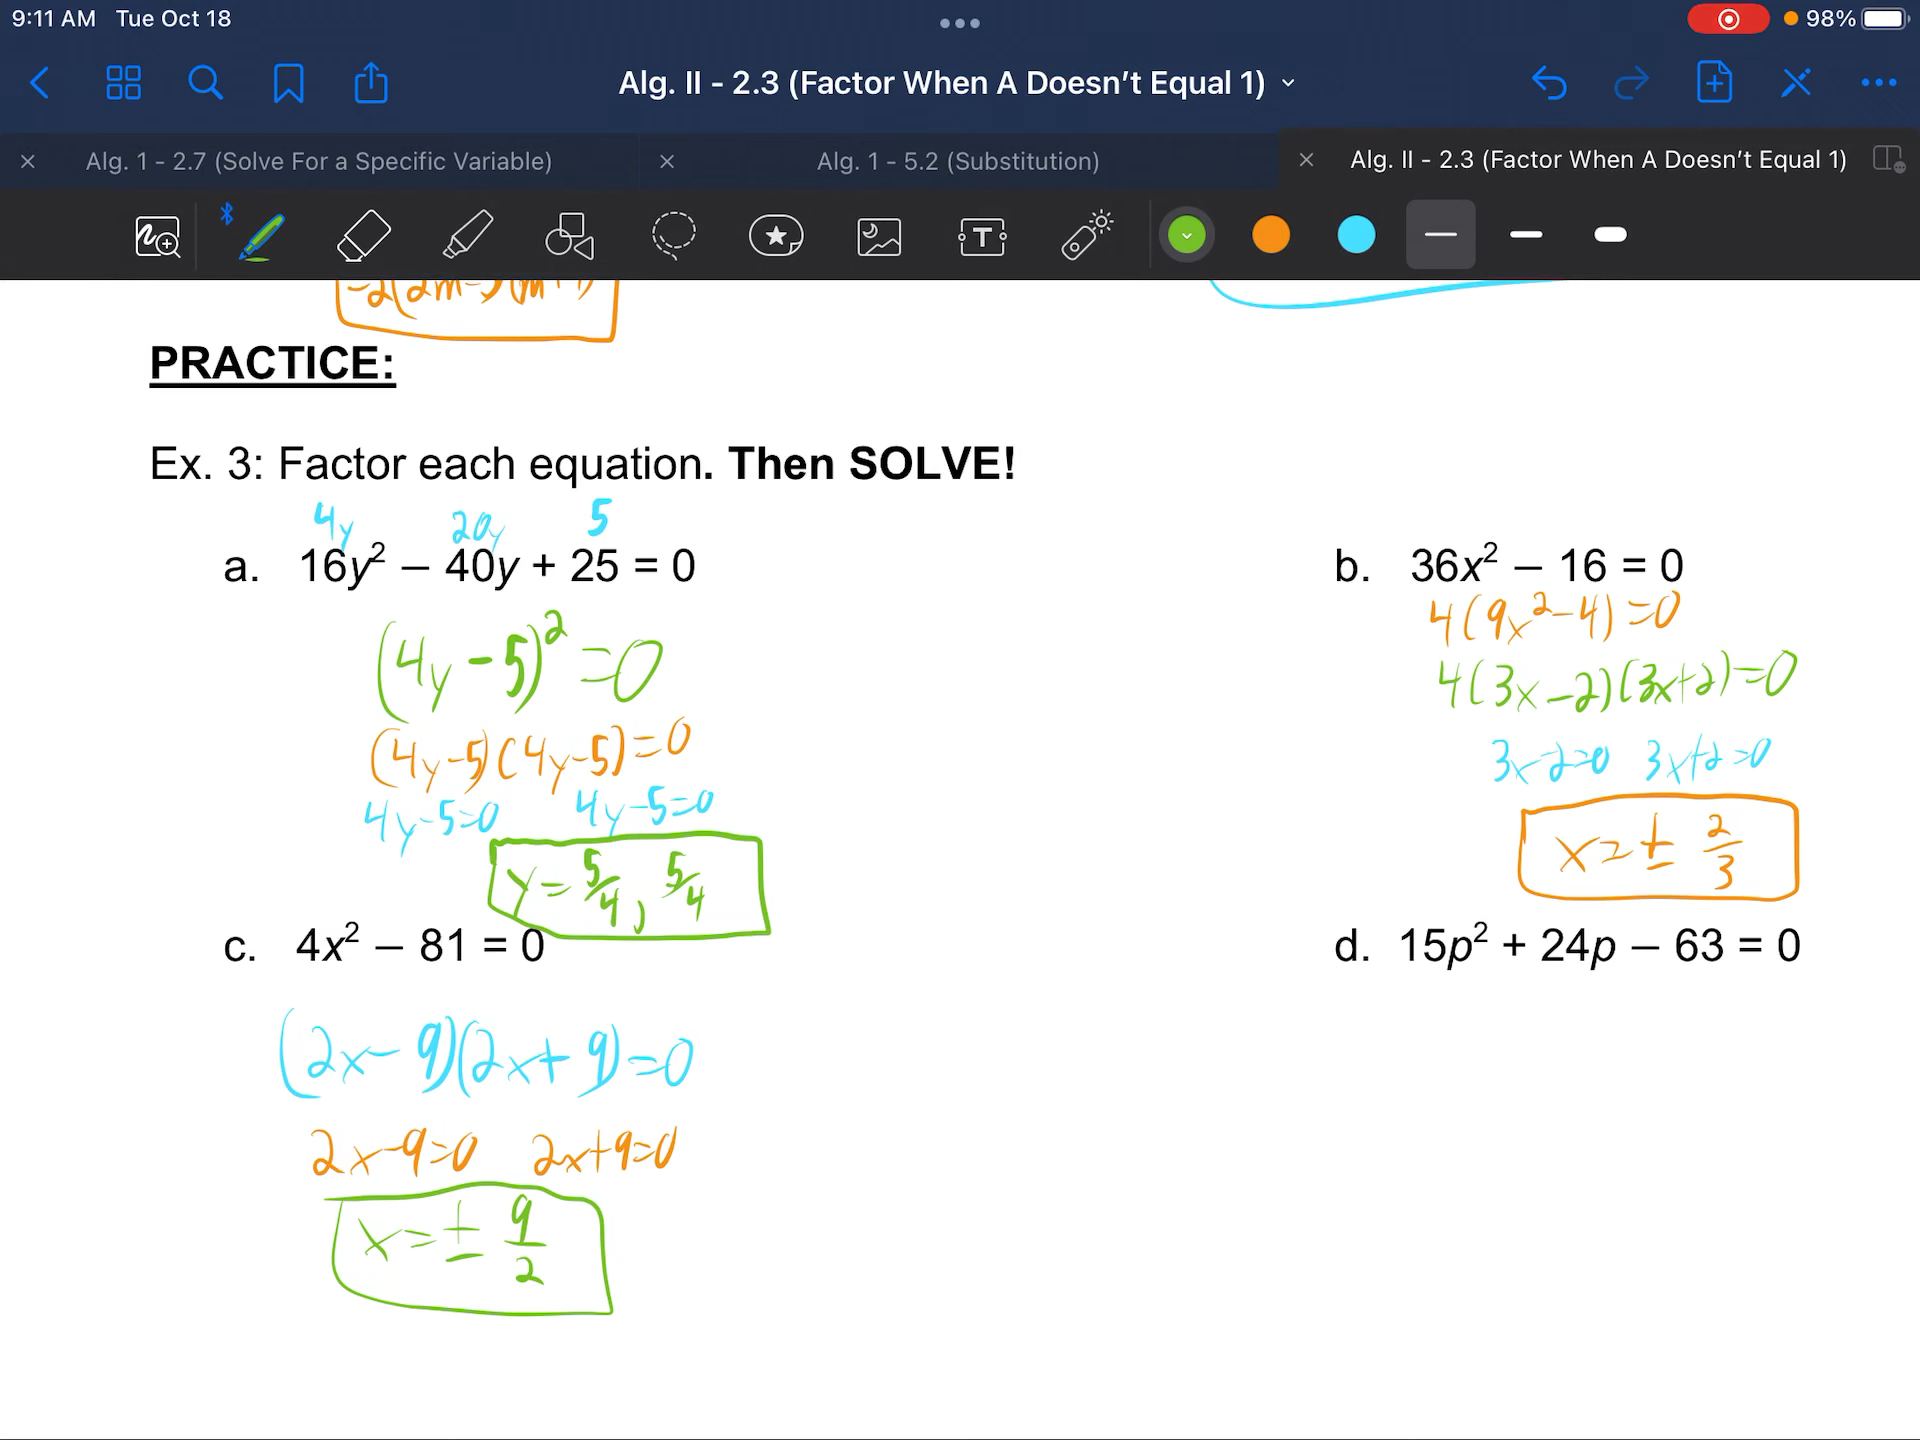 9:11 AM Tue Oct 18
98%
Alg. II - 2.3 (Factor When A Doesn't Equal 1)
Alg. 1 - 2.7 (Solve For a Specific Variable)
Alg. 1 - 5.2 (Substitution)
Alg. II - 2.3 (Factor When A Doesn't Equal 1)
PRACTICE:
Ex. 3: Factor each equation. Then SOLVE!
4y 20y 5
a. 16y² – 40y + 25 = 0
(4y-5)²=0
(4y-5)(4y-5)=0
4y-5=0 4y-5=0
y=5/4, 5/4
b. 36x² – 16 = 0
4(9x²-4)=0
4(3x-2)(3x+2)=0
3x-2=0 3x+2=0
x=± 2/3
c. 4x² – 81 = 0
(2x-9)(2x+9)=0
2x-9=0 2x+9=0
x=± 9/2
d. 15p² + 24p – 63 = 0